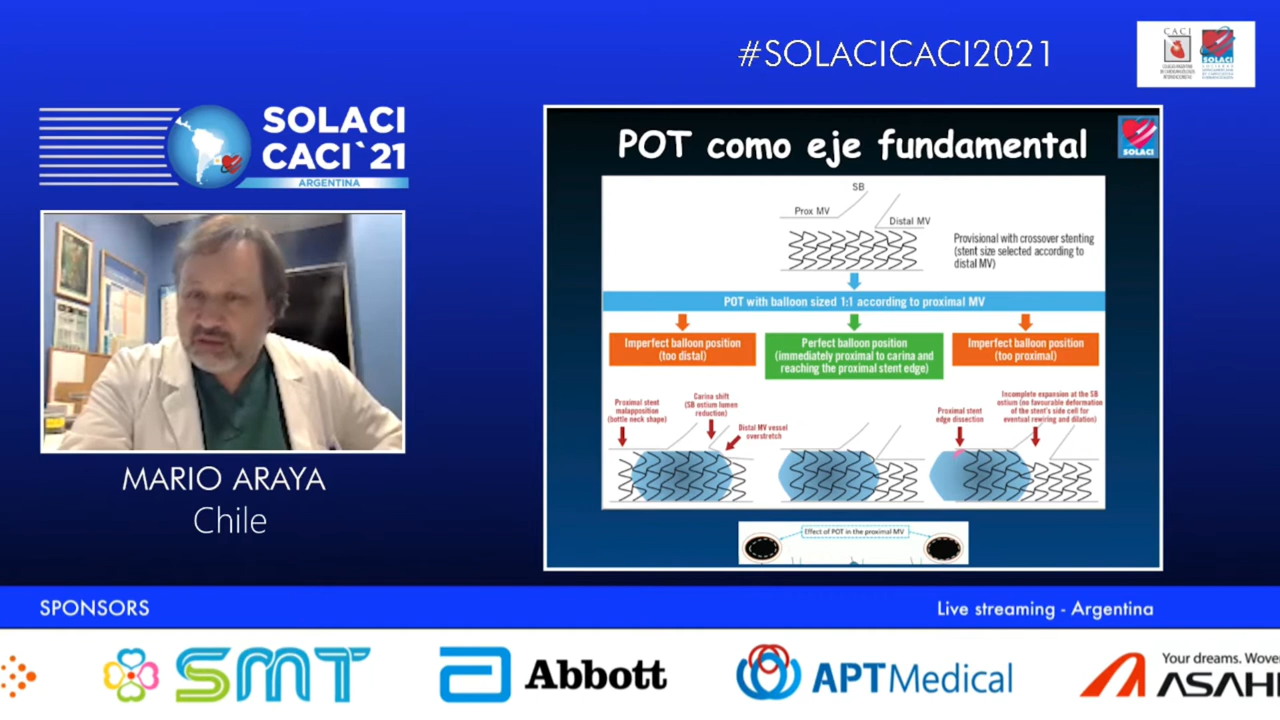 #SOLACICACI2021
CACI
SOLACI
SOLACI
CACI`21
ARGENTINA
MARIO ARAYA
Chile
POT como eje fundamental
SOLACI
SB
Prox MV
Distal MV
Provisional with crossover stenting
(stent size selected according to
distal MV)
POT with balloon sized 1:1 according to proximal MV
Imperfect balloon position
(too distal)
Perfect balloon position
(immediately proximal to carina and
reaching the proximal stent edge)
Imperfect balloon position
(too proximal)
Proximal stent
malapposition
(bottle neck shape)
Carina shift
(SB ostium lumen
reduction)
Distal MV vessel
overstretch
Proximal stent
edge dissection
Incomplete expansion at the SB
ostium (no favourable deformation
of the stent's side cell for
eventual rewiring and dilation)
Effect of POT in the proximal MV
SPONSORS
Live streaming - Argentina
SMT
Abbott
APT Medical
Your dreams. Wove
ASAHI